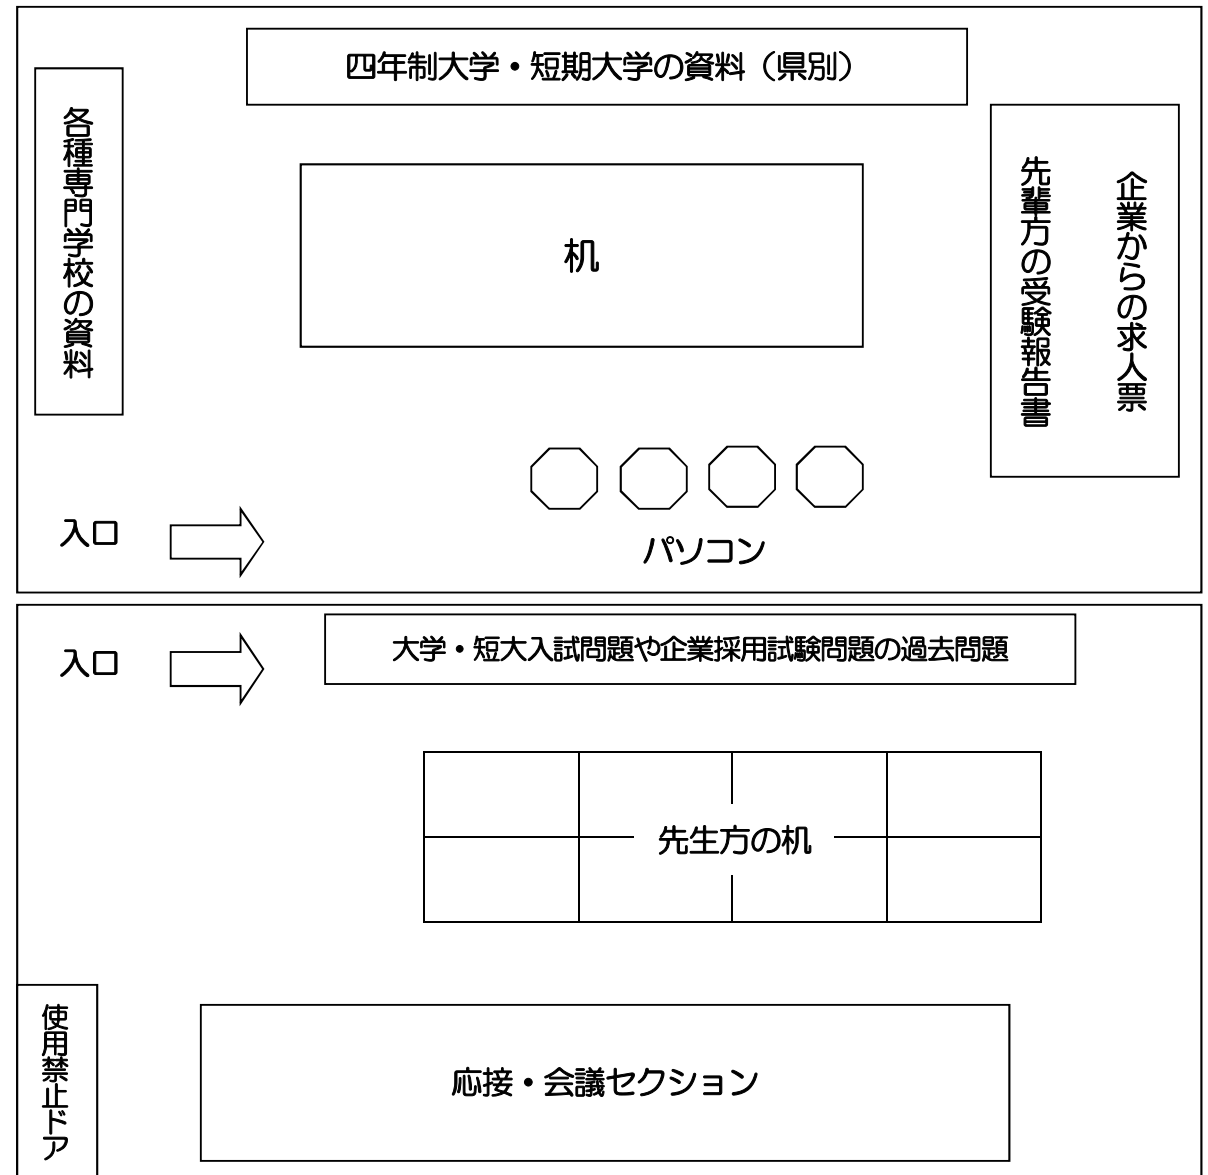 四年制大学・短期大学の資料（県別）
各種専門学校の資料
机
企業からの求人票
先輩方の受験報告書
パソコン
入口
入口
大学・短大入試問題や企業採用試験問題の過去問題
先生方の机
使用禁止ドア
応接・会議セクション